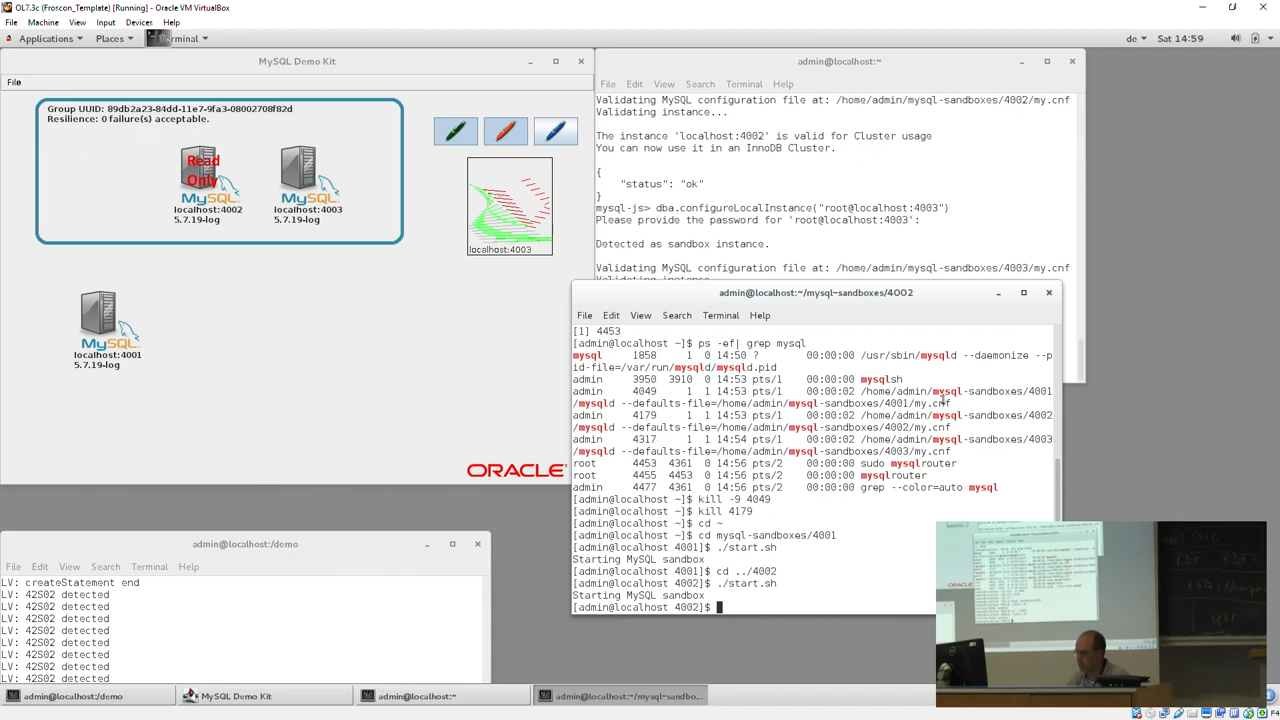 OL7.3c (Froscon_Template) [Running] - Oracle VM VirtualBox
File Machine View Input Devices Help
Applications Places Terminal de Sat 14:59
MySQL Demo Kit
File
Group UUID: 89db2a23-84dd-11e7-9fa3-08002708f82d
Resilience: 0 failure(s) acceptable.
Read
Only
MySQL
localhost:4002
5.7.19-log
MySQL
localhost:4003
5.7.19-log
localhost:4003
MySQL
localhost:4001
5.7.19-log
ORACLE
admin@localhost:~
File Edit View Search Terminal Help
Validating MySQL configuration file at: /home/admin/mysql-sandboxes/4002/my.cnf
Validating instance...
The instance 'localhost:4002' is valid for Cluster usage
You can now use it in an InnoDB Cluster.
{
"status": "ok"
}
mysql-js> dba.configureLocalInstance("root@localhost:4003")
Please provide the password for 'root@localhost:4003':
Detected as sandbox instance.
Validating MySQL configuration file at: /home/admin/mysql-sandboxes/4003/my.cnf
admin@localhost:~/mysql-sandboxes/4002
File Edit View Search Terminal Help
[1] 4453
[admin@localhost ~]$ ps -ef| grep mysql
mysql 1858 1 0 14:50 ? 00:00:00 /usr/sbin/mysqld --daemonize --p
id-file=/var/run/mysqld/mysqld.pid
admin 3950 3910 0 14:53 pts/1 00:00:00 mysqlsh
admin 4049 1 1 14:53 pts/1 00:00:02 /home/admin/mysql-sandboxes/4001
/mysqld --defaults-file=/home/admin/mysql-sandboxes/4001/my.cnf
admin 4179 1 1 14:53 pts/1 00:00:02 /home/admin/mysql-sandboxes/4002
/mysqld --defaults-file=/home/admin/mysql-sandboxes/4002/my.cnf
admin 4317 1 1 14:54 pts/1 00:00:02 /home/admin/mysql-sandboxes/4003
/mysqld --defaults-file=/home/admin/mysql-sandboxes/4003/my.cnf
root 4453 4361 0 14:56 pts/2 00:00:00 sudo mysqlrouter
root 4455 4453 0 14:56 pts/2 00:00:00 mysqlrouter
admin 4477 4361 0 14:56 pts/2 00:00:00 grep --color=auto mysql
[admin@localhost ~]$ kill -9 4049
[admin@localhost ~]$ kill 4179
[admin@localhost ~]$ cd ~
[admin@localhost ~]$ cd mysql-sandboxes/4001
[admin@localhost 4001]$ ./start.sh
Starting MySQL sandbox
[admin@localhost 4001]$ cd ../4002
[admin@localhost 4002]$ ./start.sh
Starting MySQL sandbox
[admin@localhost 4002]$
admin@localhost:~/demo
File Edit View Search Terminal Help
LV: createStatement end
LV: 42S02 detected
LV: 42S02 detected
LV: 42S02 detected
LV: 42S02 detected
LV: 42S02 detected
LV: 42S02 detected
LV: 42S02 detected
LV: 42S02 detected
admin@localhost:~/demo
MySQL Demo Kit
admin@localhost:~
admin@localhost:~/mysql-sandbo...